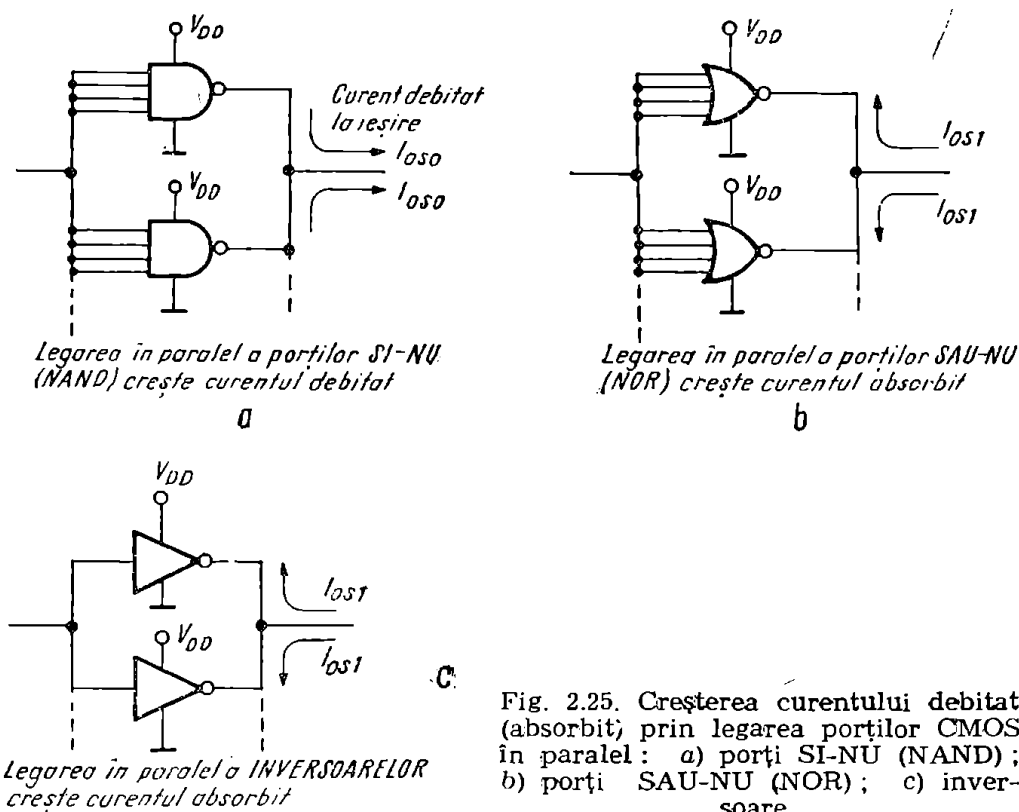 V_DD
Curent debitat
la ieșire
I_OSO
V_DD
I_OSO
Legarea în paralel a porților SI-NU
(NAND) crește curentul debitat
a
V_DD
I_OS1
V_DD
I_OS1
Legarea în paralel a porților SAU-NU
(NOR) crește curentul absorbit
b
V_DD
I_OS1
V_DD
I_OS1
C
Legarea în paralel a INVERSOARELOR
crește curentul absorbit
Fig. 2.25. Creșterea curentului debitat
(absorbit) prin legarea porților CMOS
în paralel : a) porți SI-NU (NAND) ;
b) porți SAU-NU (NOR) ; c) inver-
soare